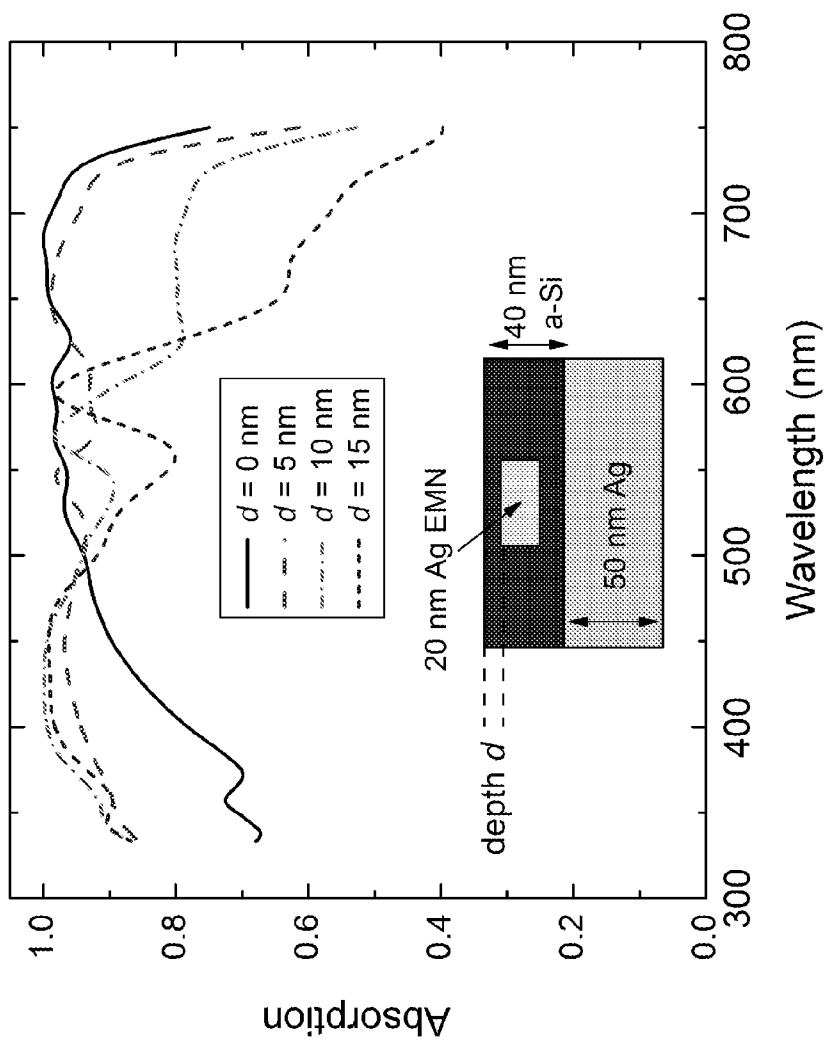 Absorption
1.0
0.8
0.6
0.4
0.2
0.0
300
400
500
600
700
800
Wavelength (nm)
d = 0 nm
d = 5 nm
d = 10 nm
d = 15 nm
20 nm Ag EMN
depth d
40 nm
a-Si
50 nm Ag